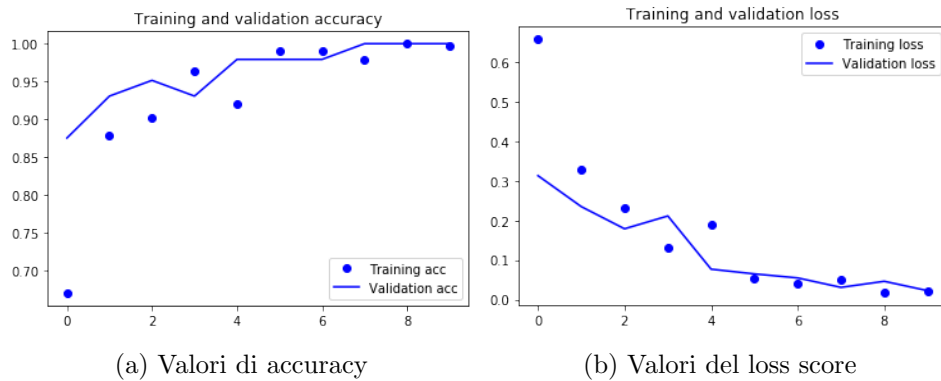 Training and validation accuracy
1.00
0.95
0.90
0.85
0.80
0.75
0.70
0 2 4 6 8
Training acc
Validation acc
(a) Valori di accuracy
Training and validation loss
0.6
0.5
0.4
0.3
0.2
0.1
0.0
0 2 4 6 8
Training loss
Validation loss
(b) Valori del loss score